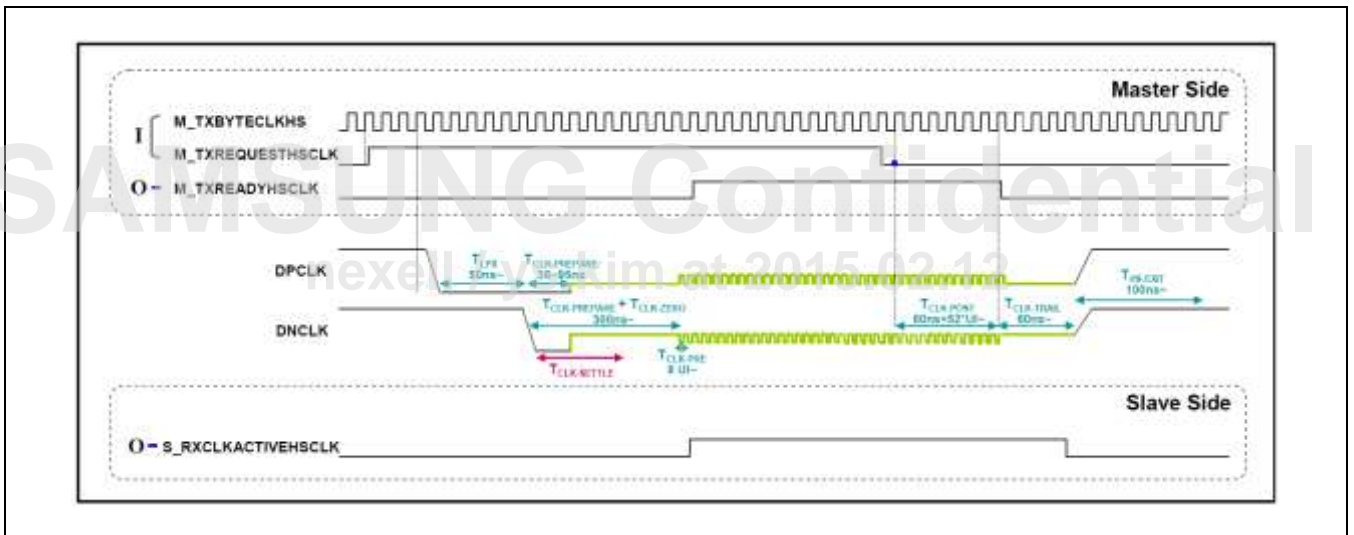 Master Side
I
M_TXBYTECLKHS
M_TXREQUESTHSCLK
O M_TXREADYHSCLK
SAMSUNG Confidential
DPCLK
TLPX
50ns~
TCLK-PREPARE
38~95ns
nexell / kim at 2015.02.12
THS-EXIT
100ns~
DNCLK
TCLK-PREPARE + TCLK-ZERO
300ns~
TCLK-POST
60ns+52*UI~
TCLK-TRAIL
60ns~
TCLK-PRE
8 UI~
TCLK-SETTLE
Slave Side
O S_RXCLKACTIVEHSCLK